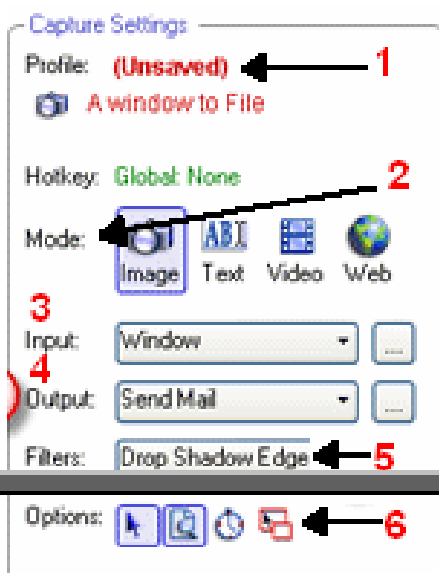 Capture Settings
Profile: (Unsaved) 1
A window to File
Hotkey: Global: None
2
Mode:
Image Text Video Web
ABI
3
Input: Window ...
4
Output: Send Mail ...
Filters: Drop Shadow Edge 5
Options: 6